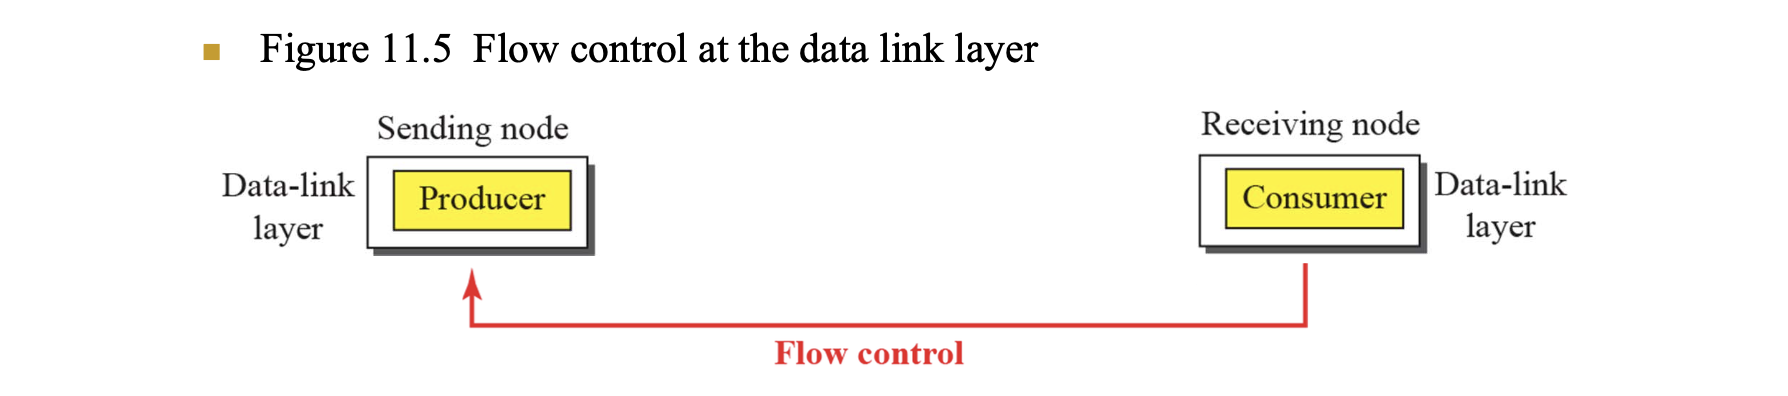 Figure 11.5 Flow control at the data link layer
Sending node
Receiving node
Data-link
layer
Producer
Consumer
Data-link
layer
Flow control